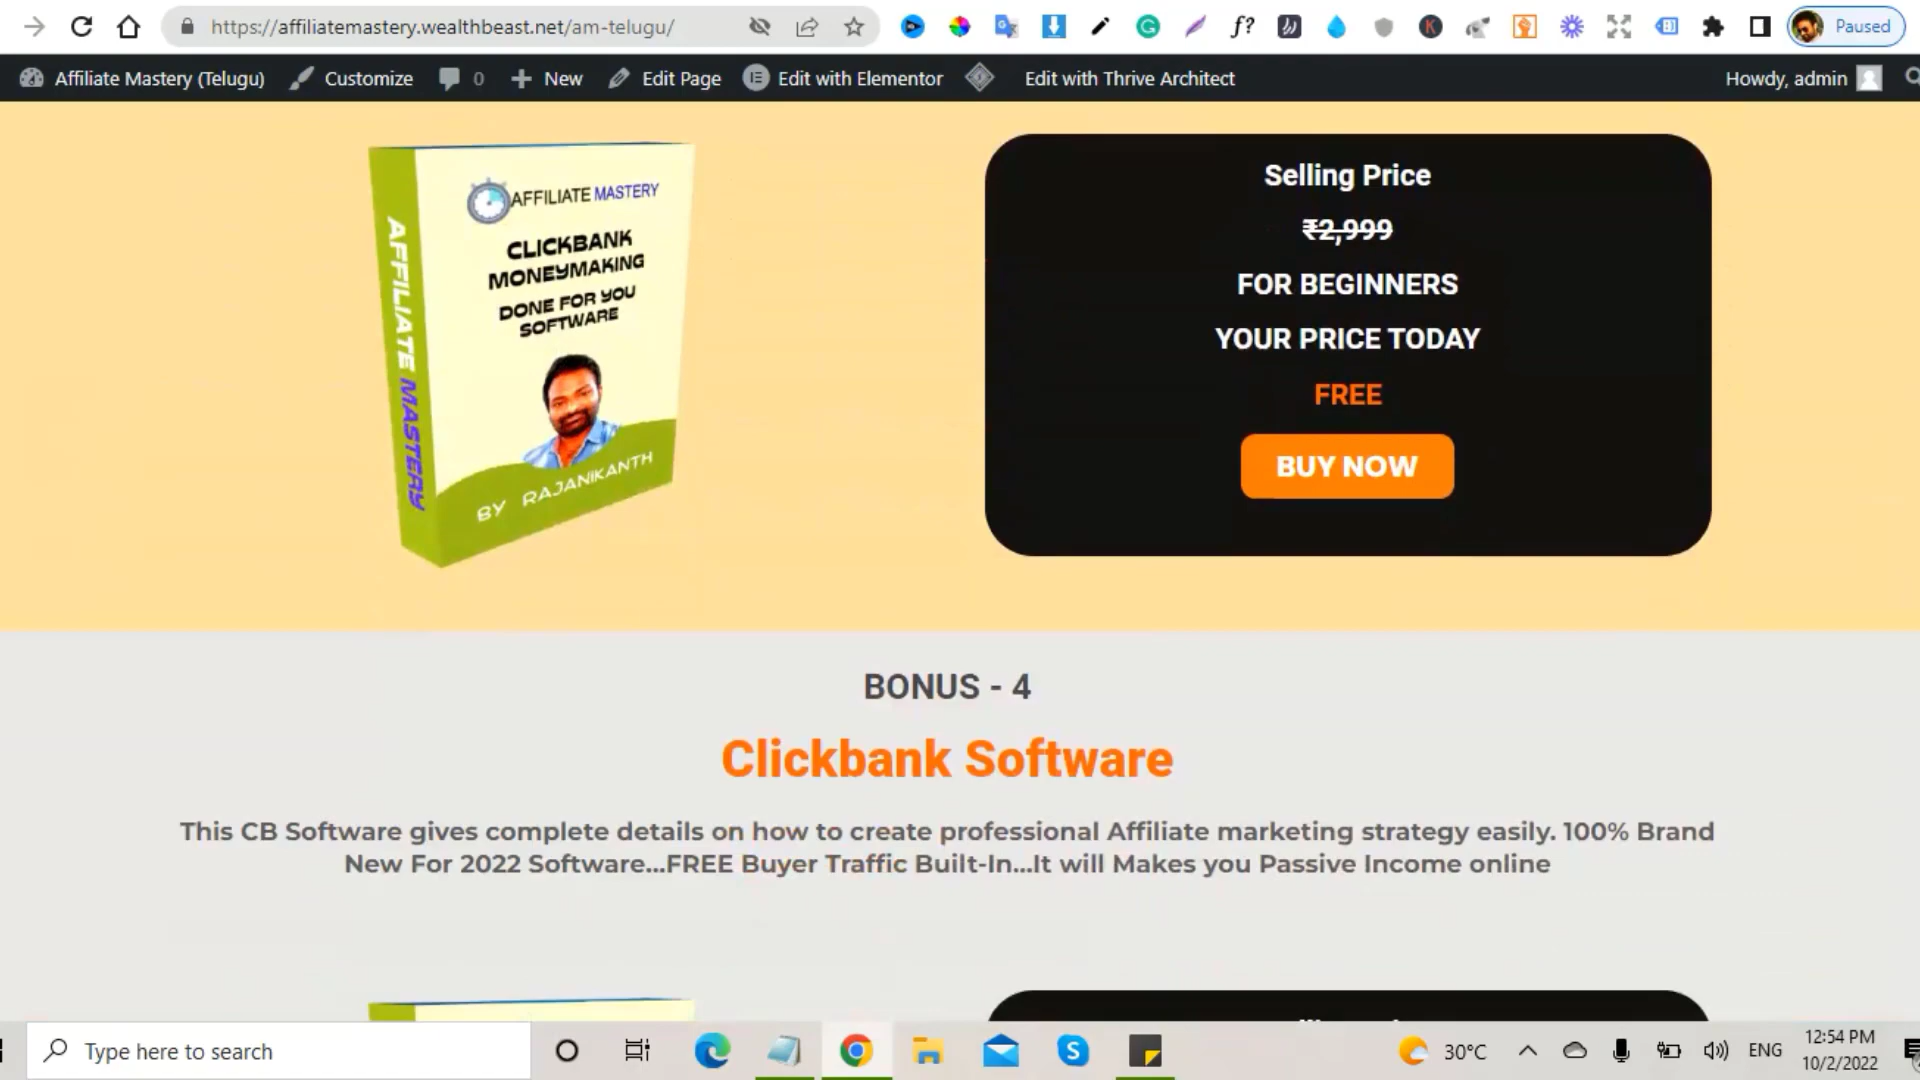 https://affiliatemastery.wealthbeast.net/am-telugu/
Paused
Affiliate Mastery (Telugu)
Customize
0
New
Edit Page
Edit with Elementor
Edit with Thrive Architect
Howdy, admin
AFFILIATE MASTERY
AFFILIATE MASTERY
CLICKBANK
MONEYMAKING
DONE FOR YOU
SOFTWARE
BY RAJANIKANTH
Selling Price
₹2,999
FOR BEGINNERS
YOUR PRICE TODAY
FREE
BUY NOW
BONUS - 4
Clickbank Software
This CB Software gives complete details on how to create professional Affiliate marketing strategy easily. 100% Brand
New For 2022 Software...FREE Buyer Traffic Built-In...It will Makes you Passive Income online
Type here to search
30°C
ENG
12:54 PM
10/2/2022